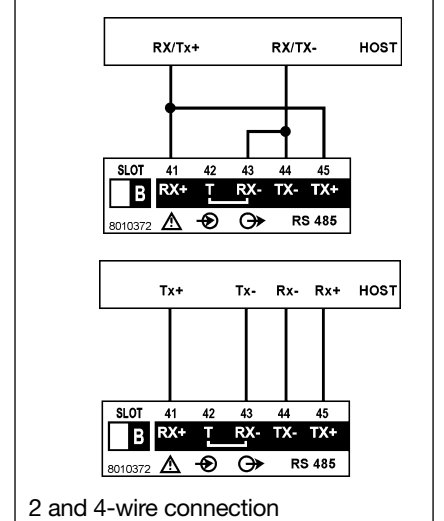 RX/Tx+ RX/TX- HOST
SLOT 41 42 43 44 45
B RX+ T RX- TX- TX+
8010372 RS 485
Tx+ Tx- Rx- Rx+ HOST
SLOT 41 42 43 44 45
B RX+ T RX- TX- TX+
8010372 RS 485
2 and 4-wire connection